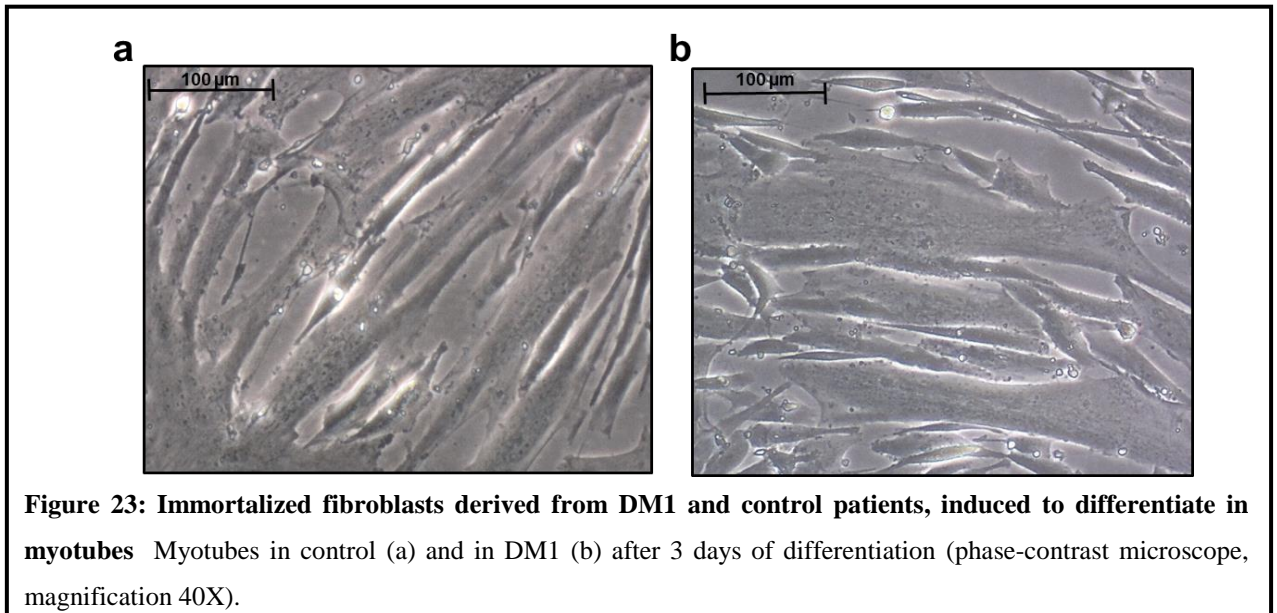 a
b
100 µm
100 µm
Figure 23: Immortalized fibroblasts derived from DM1 and control patients, induced to differentiate in
myotubes Myotubes in control (a) and in DM1 (b) after 3 days of differentiation (phase-contrast microscope,
magnification 40X).